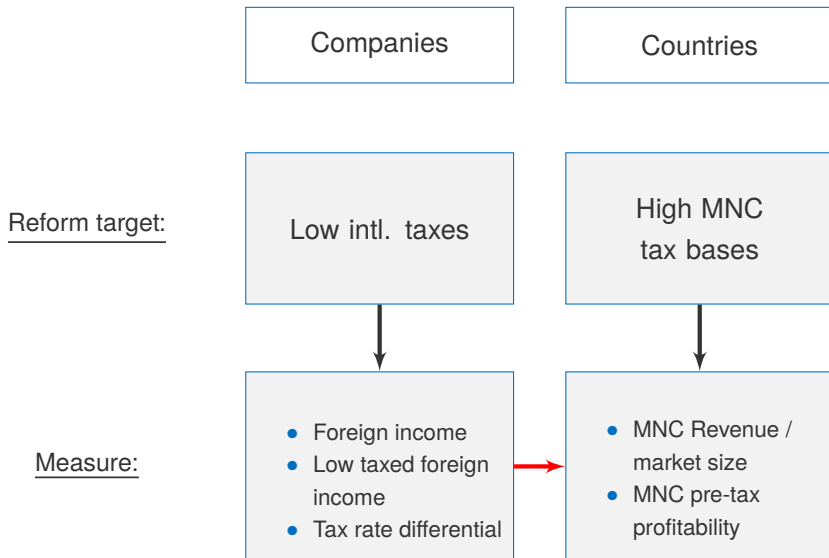 Companies
Countries
Reform target:
Low intl. taxes
High MNC
tax bases
Measure:
• Foreign income
• Low taxed foreign
income
• Tax rate differential
• MNC Revenue /
market size
• MNC pre-tax
profitability